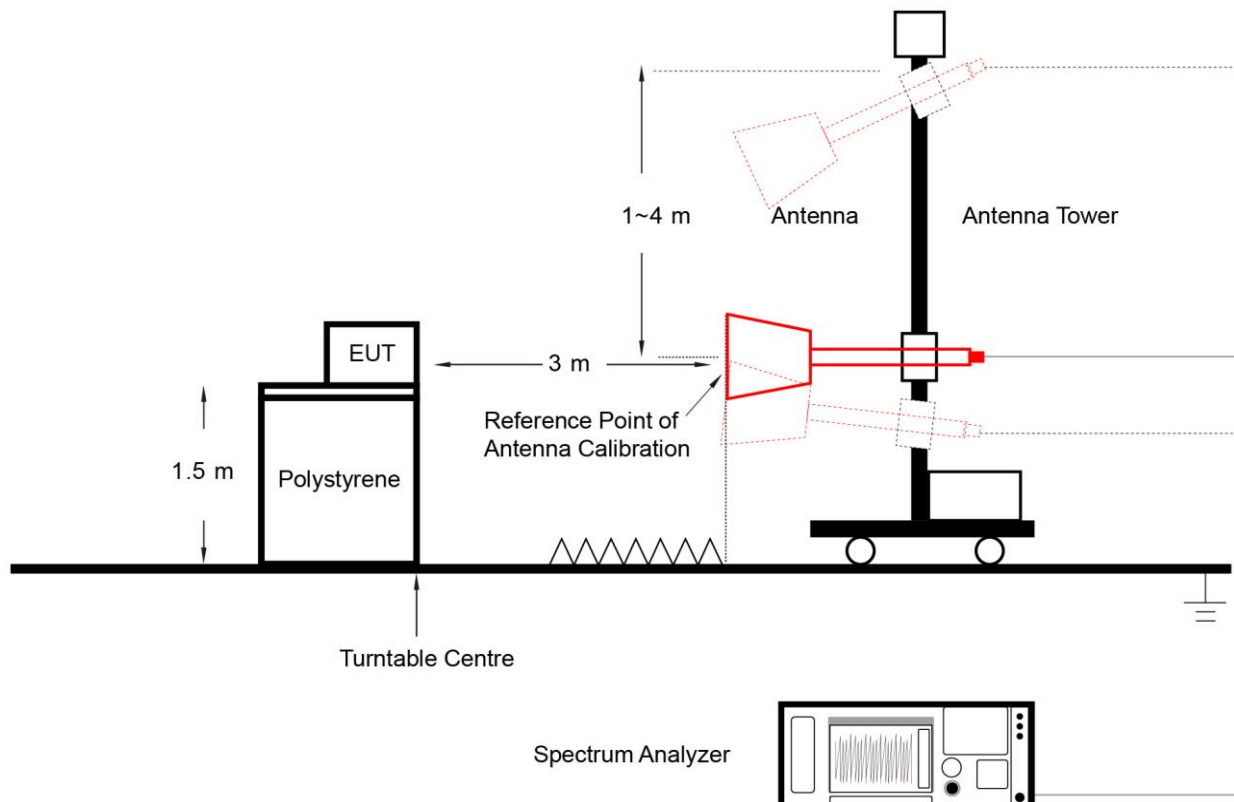 1~4 m
Antenna
Antenna Tower
EUT
3 m
Reference Point of
Antenna Calibration
1.5 m
Polystyrene
Turntable Centre
Spectrum Analyzer